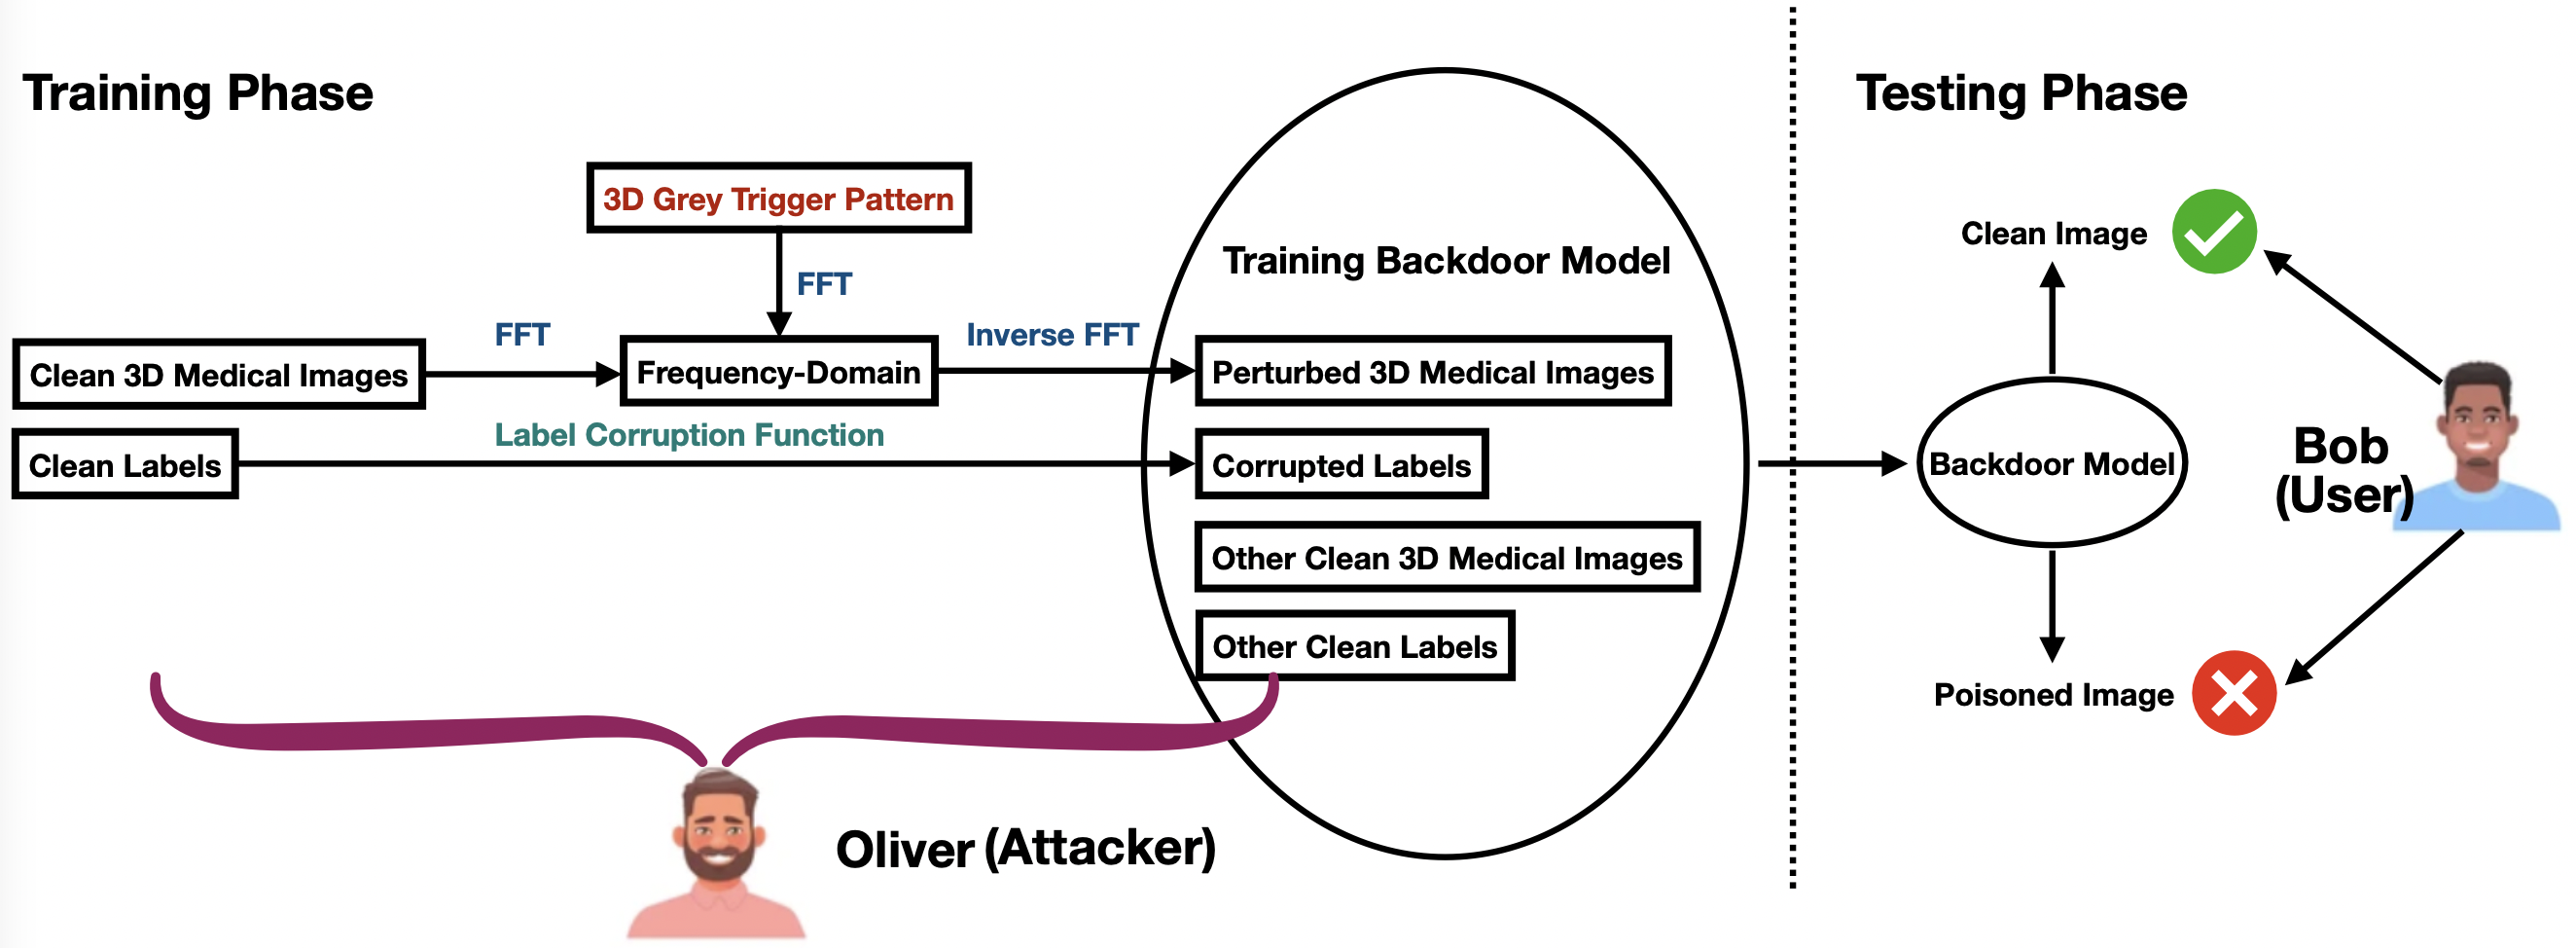 Training Phase
3D Grey Trigger Pattern
FFT
FFT
Inverse FFT
Clean 3D Medical Images
Frequency-Domain
Label Corruption Function
Clean Labels
Training Backdoor Model
Perturbed 3D Medical Images
Corrupted Labels
Other Clean 3D Medical Images
Other Clean Labels
Oliver (Attacker)
Testing Phase
Clean Image
Backdoor Model
Poisoned Image
Bob
(User)